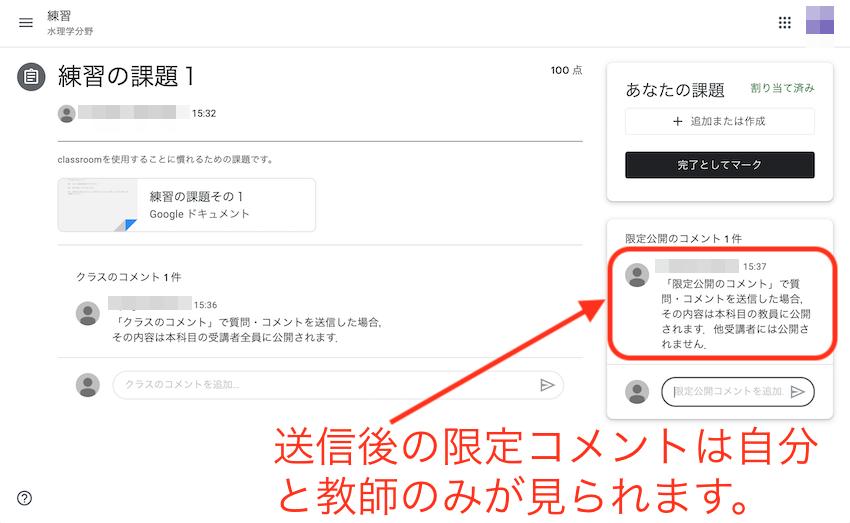 練習
水理学分野
練習の課題 1
100 点
15:32
classroomを使用することに慣れるための課題です。
練習の課題その 1
Google ドキュメント
クラスのコメント 1 件
15:36
「クラスのコメント」で質問・コメントを送信した場合,
その内容は本科目の受講者全員に公開されます.
クラスのコメントを追加...
あなたの課題
割り当て済み
+ 追加または作成
完了としてマーク
限定公開のコメント 1 件
15:37
「限定公開のコメント」で質
問・コメントを送信した場合,
その内容は本科目の教員に公開
されます. 他受講者には公開さ
れません.
限定公開コメントを追加
送信後の限定コメントは自分
と教師のみが見られます。